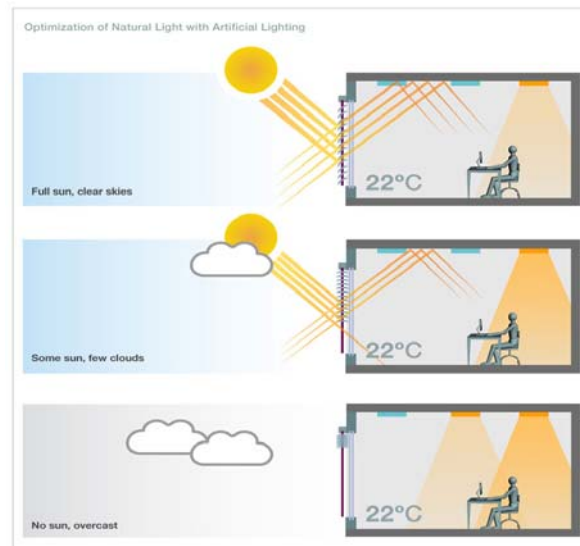 Optimization of Natural Light with Artificial Lighting
Full sun, clear skies
22°C
Some sun, few clouds
22°C
No sun, overcast
22°C